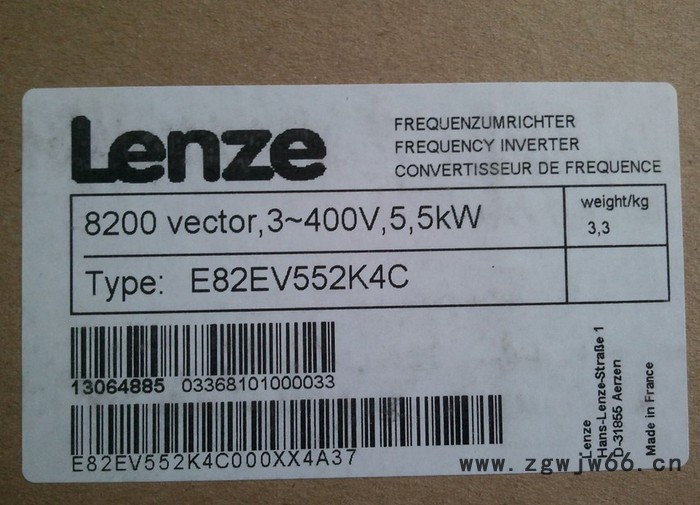 Lenze
FREQUENZUMRICHTER
FREQUENCY INVERTER
CONVERTISSEUR DE FREQUENCE
8200 vector,3~400V,5,5kW
weight/kg
3,3
Type: E82EV552K4C
13064885 03368101000033
E82EV552K4C000XX4A37
Lenze
Hans-Lenze-Straße 1
D-31855 Aerzen
Made in France
www.zgwjw66.cn